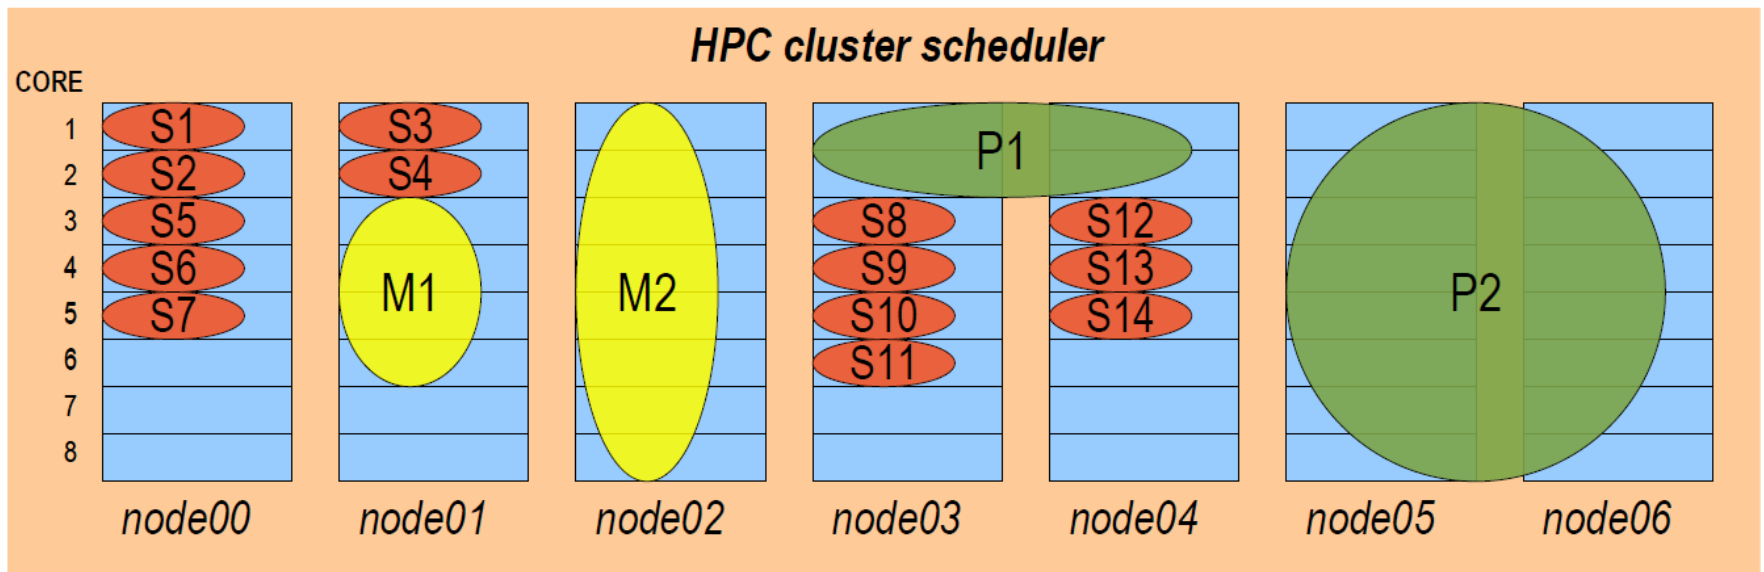 HPC cluster scheduler
CORE
1 S1 S3 P1
2 S2 S4
3 S5 S8 S12
4 S6 M1 M2 S9 S13 P2
5 S7 S10 S14
6 S11
7
8
node00 node01 node02 node03 node04 node05 node06